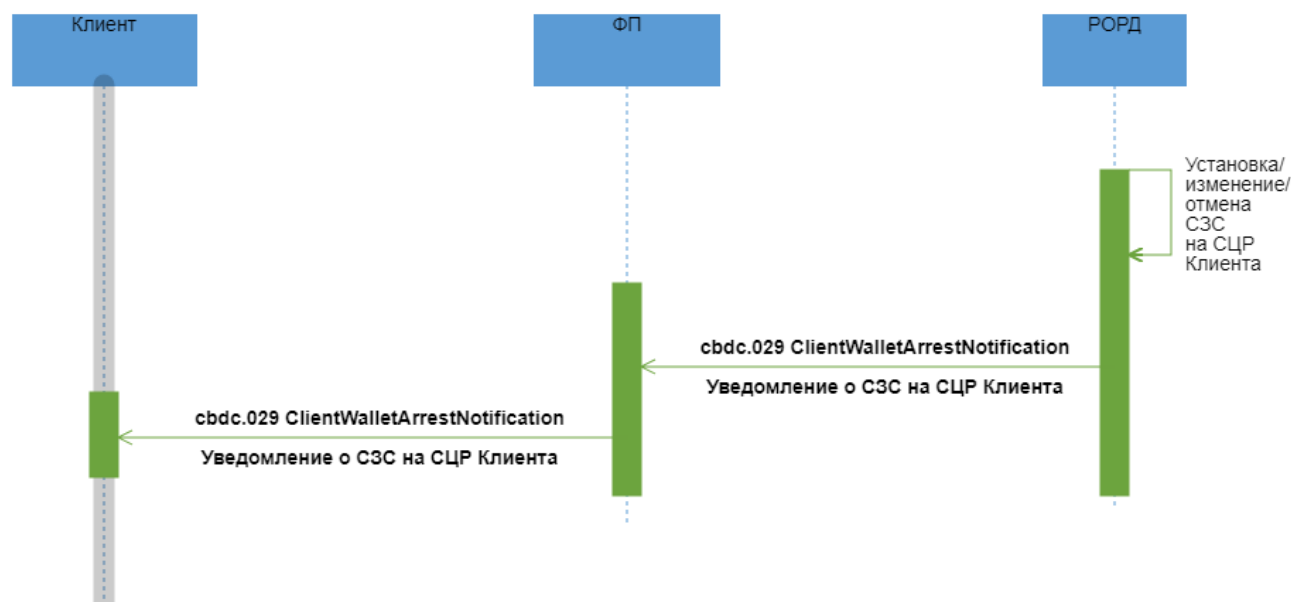 Клиент
ФП
РОРД
Установка/
изменение/
отмена
СЗС
на СЦР
Клиента
cbdc.029 ClientWalletArrestNotification
Уведомление о СЗС на СЦР Клиента
cbdc.029 ClientWalletArrestNotification
Уведомление о СЗС на СЦР Клиента